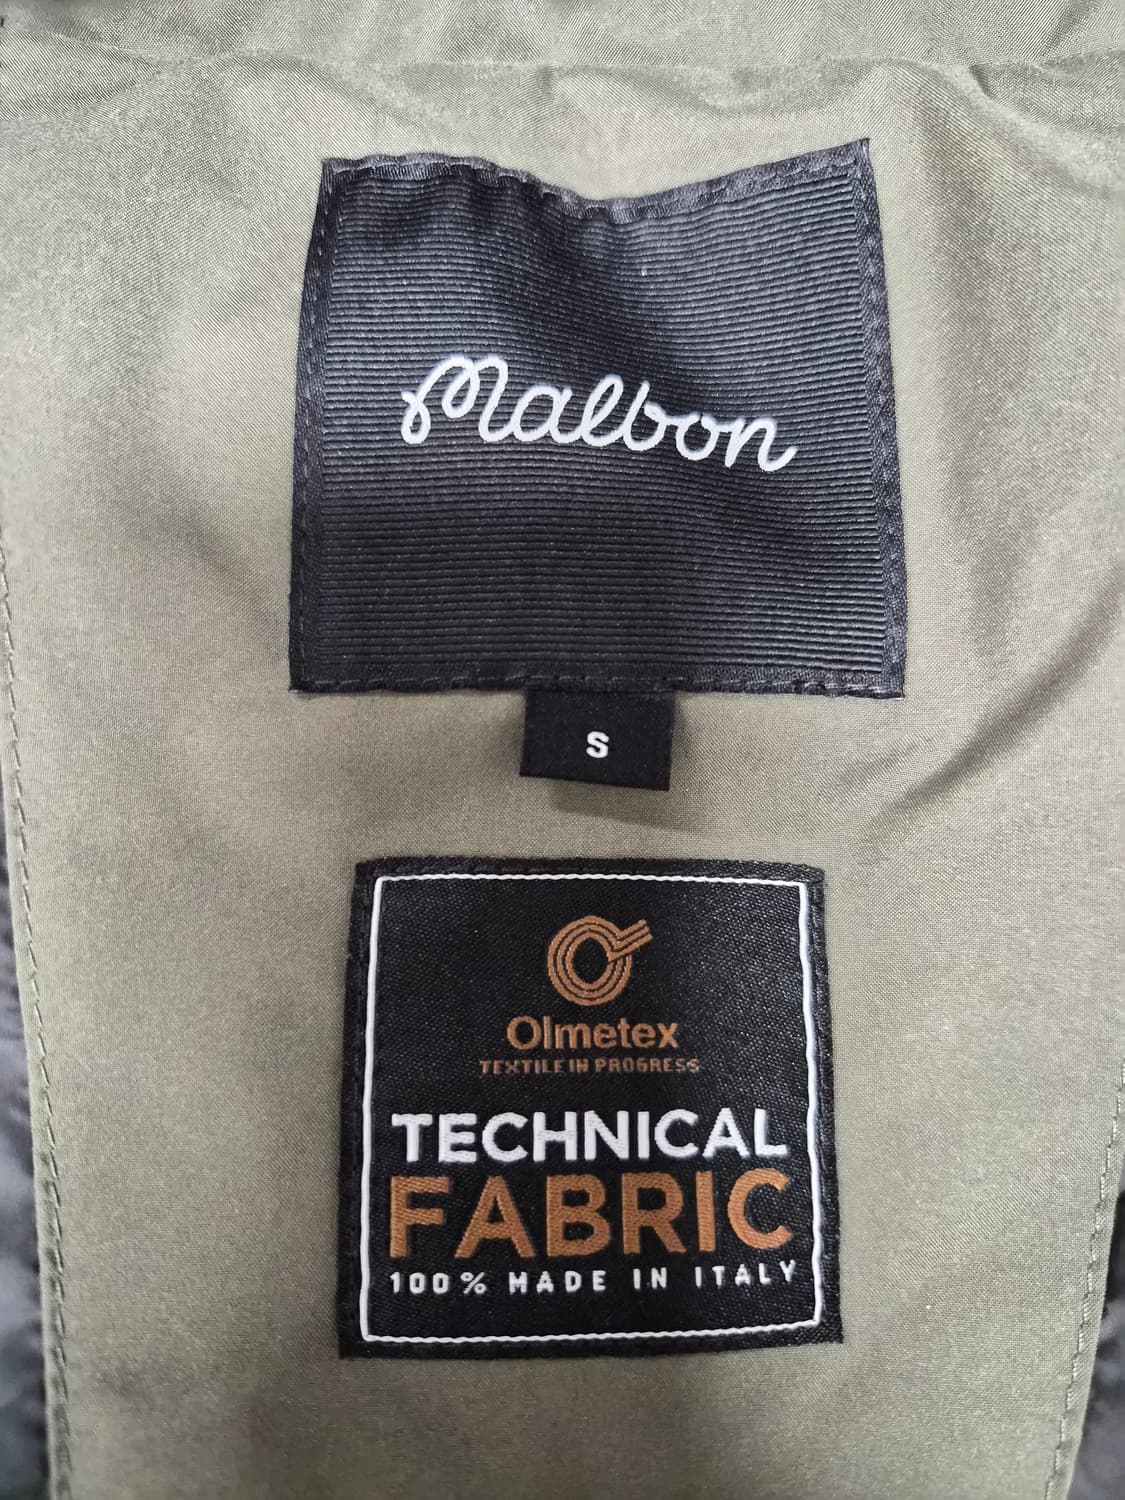 Malbon
S
Olmetex
TEXTILE IN PROGRESS
TECHNICAL
FABRIC
100% MADE IN ITALY